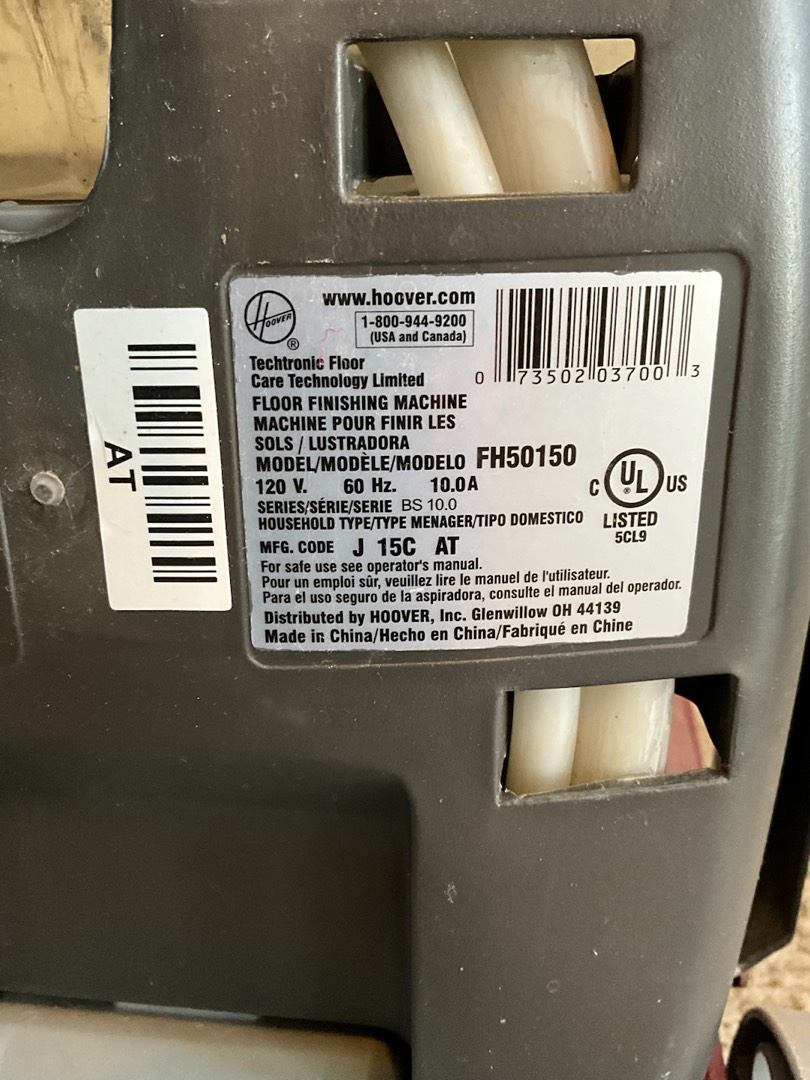 HOOVER
®
www.hoover.com
1-800-944-9200
(USA and Canada)
Techtronic Floor
Care Technology Limited
0 73502 03700 3
FLOOR FINISHING MACHINE
MACHINE POUR FINIR LES
SOLS / LUSTRADORA
MODEL/MODÈLE/MODELO FH50150
120 V. 60 Hz. 10.0A
SERIES/SÉRIE/SERIE BS 10.0
HOUSEHOLD TYPE/TYPE MENAGER/TIPO DOMESTICO
C UL ® US
LISTED
5CL9
MFG. CODE J 15C AT
For safe use see operator's manual.
Pour un emploi sûr, veuillez lire le manuel de l'utilisateur.
Para el uso seguro de la aspiradora, consulte el manual del operador.
Distributed by HOOVER, Inc. Glenwillow OH 44139
Made in China/Hecho en China/Fabriqué en Chine
AT